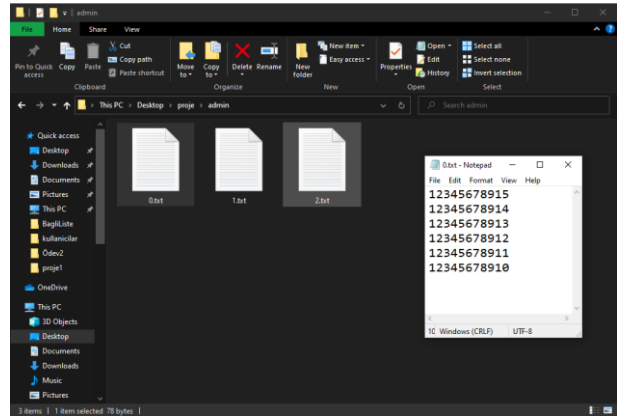 admin
File Home Share View
Pin to Quick access
Copy
Paste
Cut
Copy path
Paste shortcut
Clipboard
Move to
Copy to
Delete
Rename
Organize
New folder
New item
Easy access
New
Properties
Open
Edit
History
Open
Select all
Select none
Invert selection
Select
This PC > Desktop > proje > admin
Search admin
Quick access
Desktop
Downloads
Documents
Pictures
This PC
BagliListe
kullanicilar
Ödev2
proje1
OneDrive
This PC
3D Objects
Desktop
Documents
Downloads
Music
Pictures
0.txt
1.txt
2.txt
0.txt - Notepad
File Edit Format View Help
12345678915
12345678914
12345678913
12345678912
12345678911
12345678910
10 Windows (CRLF) UTF-8
3 items 1 item selected 78 bytes